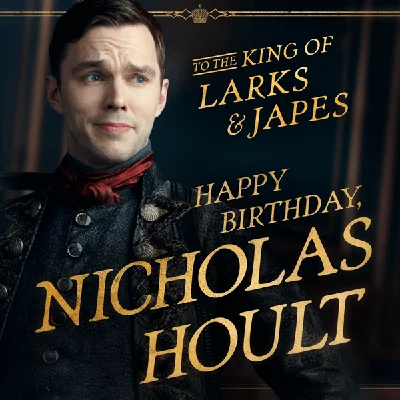 TO THE KING OF
LARKS
& JAPES
HAPPY
BIRTHDAY,
NICHOLAS
HOULT